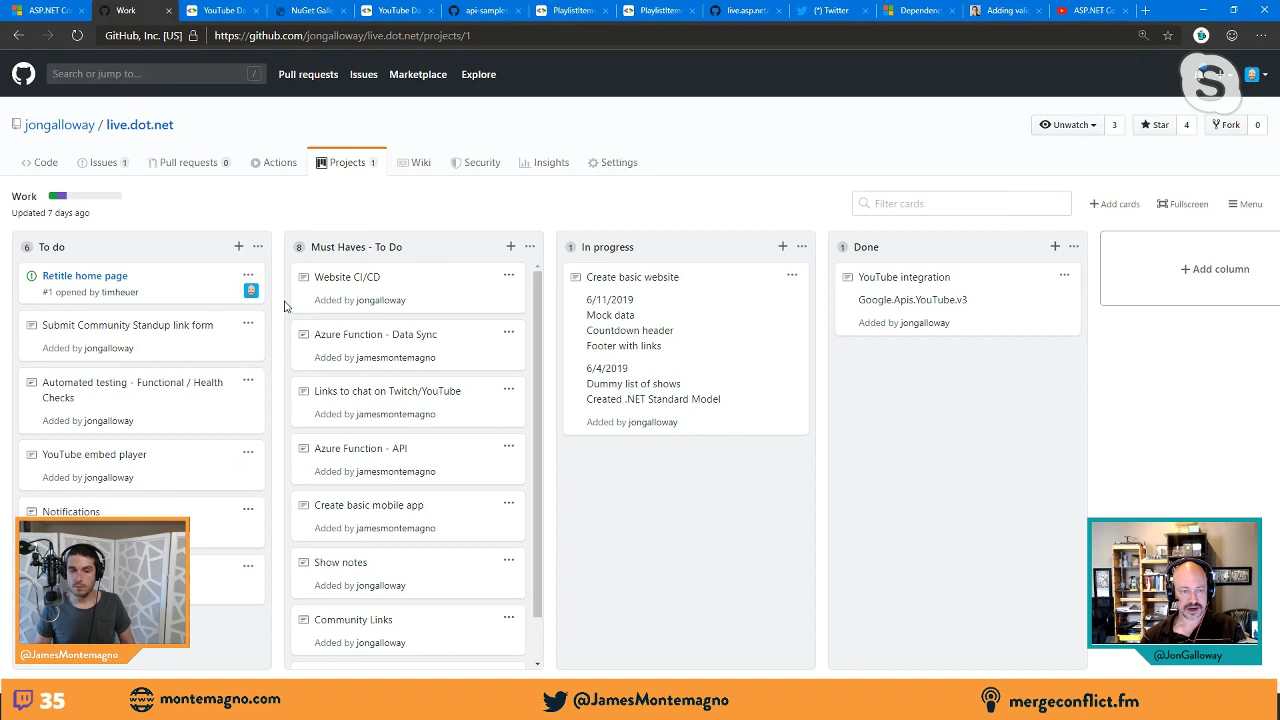 ASP.NET Co
Work
YouTube Da
NuGet Galle
YouTube Da
api-samples
PlaylistItem
PlaylistItem
live.asp.net/
(*) Twitter
Dependenc
Adding vali
ASP.NET Co
GitHub, Inc. [US]
https://github.com/jongalloway/live.dot.net/projects/1
Search or jump to...
/
Pull requests
Issues
Marketplace
Explore
jongalloway / live.dot.net
Unwatch
3
Star
4
Fork
0
Code
Issues 1
Pull requests 0
Actions
Projects 1
Wiki
Security
Insights
Settings
Work
Updated 7 days ago
Filter cards
+ Add cards
Fullscreen
Menu
6 To do
Retitle home page
#1 opened by timheuer
Submit Community Standup link form
Added by jongalloway
Automated testing - Functional / Health
Checks
Added by jongalloway
YouTube embed player
Added by jongalloway
Notifications
8 Must Haves - To Do
Website CI/CD
Added by jongalloway
Azure Function - Data Sync
Added by jamesmontemagno
Links to chat on Twitch/YouTube
Added by jamesmontemagno
Azure Function - API
Added by jamesmontemagno
Create basic mobile app
Added by jamesmontemagno
Show notes
Added by jongalloway
Community Links
Added by jongalloway
1 In progress
Create basic website
6/11/2019
Mock data
Countdown header
Footer with links
6/4/2019
Dummy list of shows
Created .NET Standard Model
Added by jongalloway
1 Done
YouTube integration
Google.Apis.YouTube.v3
Added by jongalloway
+ Add column
@JamesMontemagno
@JonGalloway
35
montemagno.com
@JamesMontemagno
mergeconflict.fm